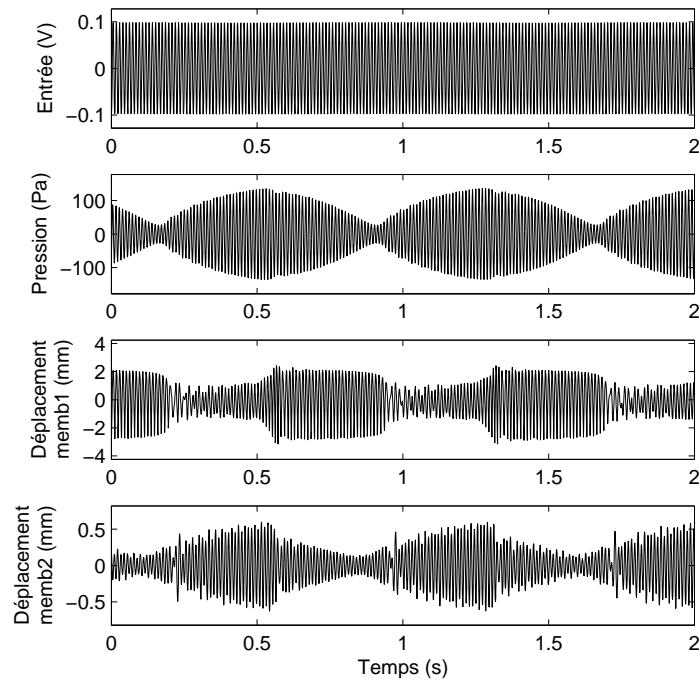 0.1
0
−0.1
Entrée (V)
0 0.5 1 1.5 2
100
0
−100
Pression (Pa)
0 0.5 1 1.5 2
4
2
0
−2
−4
Déplacement
memb1 (mm)
0 0.5 1 1.5 2
0.5
0
−0.5
Déplacement
memb2 (mm)
0 0.5 1 1.5 2
Temps (s)